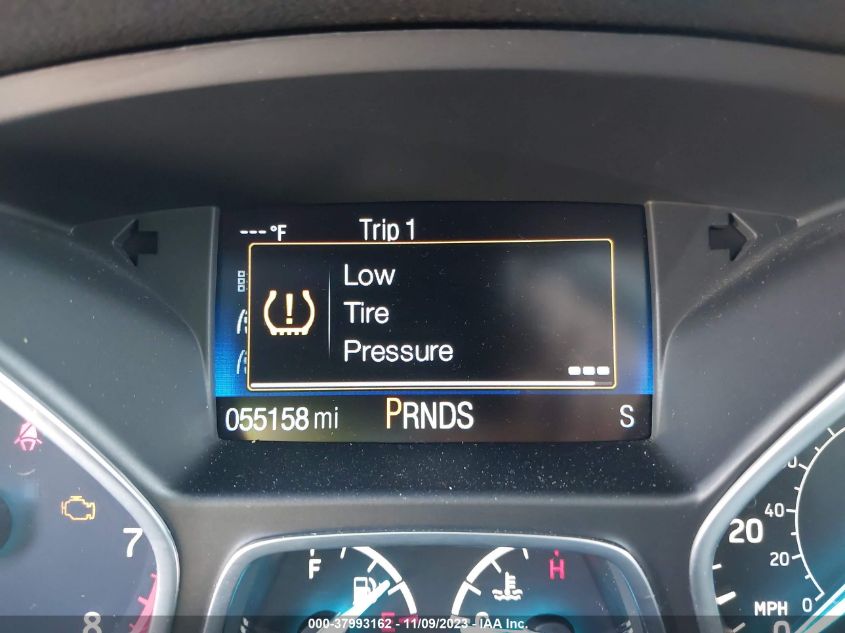 ---°F Trip 1
Low
Tire
Pressure
055158 mi PRNDS S
7
8
F
E
H
40
20
20
0
MPH
000-37993162 - 11/09/2023 - IAA Inc.